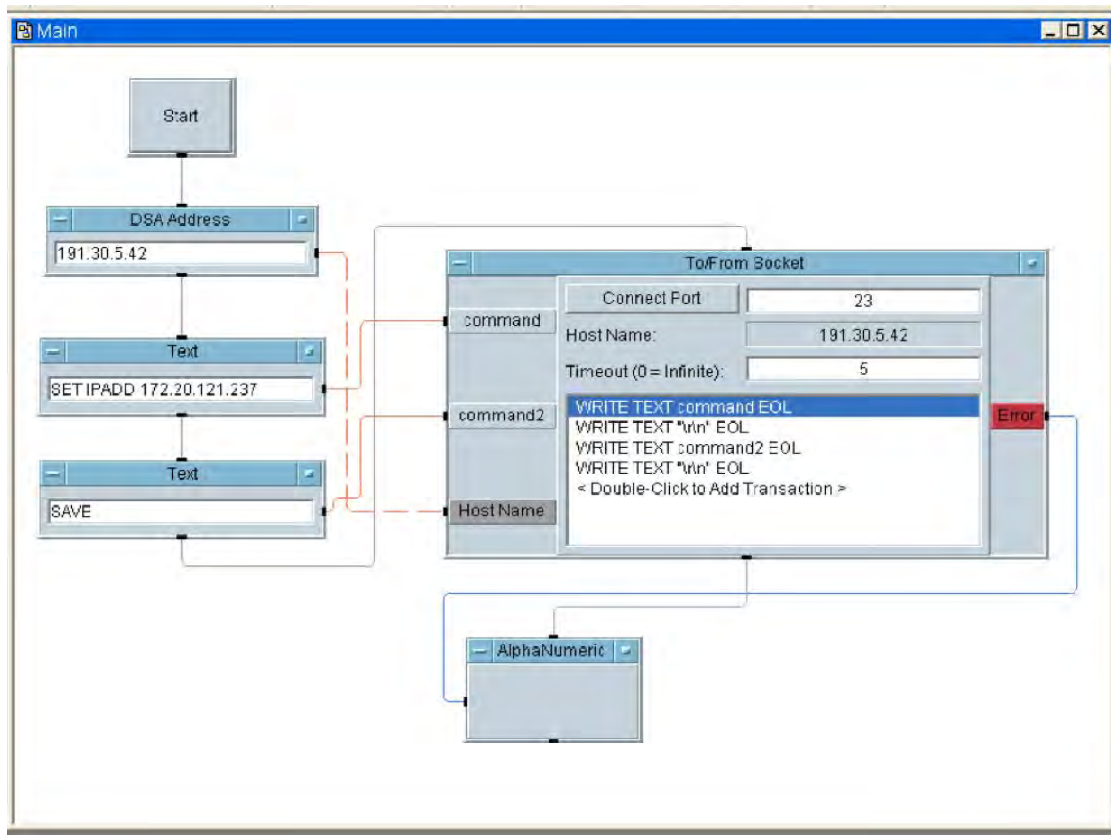 Main
Start
DSA Address
191.30.5.42
Text
SET IPADD 172.20.121.237
Text
SAVE
To/From Socket
command
command2
Host Name
Connect Port
23
Host Name:
191.30.5.42
Timeout (0 = Infinite):
5
WRITE TEXT command EOL
WRITE TEXT "\r\n" EOL
WRITE TEXT command2 EOL
WRITE TEXT "\r\n" EOL
< Double-Click to Add Transaction >
Error
AlphaNumeric